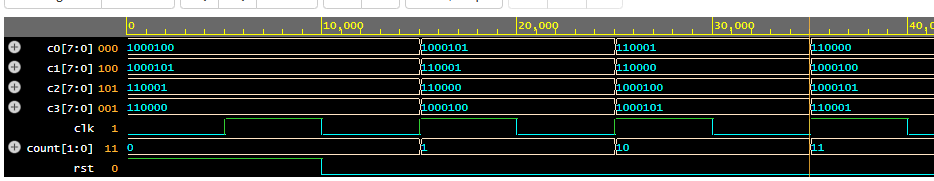 0 10,000 20,000 30,000 40,
c0[7:0] 000 1000100 1000101 110001 110000
c1[7:0] 100 1000101 110001 110000 1000100
c2[7:0] 101 110001 110000 1000100 1000101
c3[7:0] 001 110000 1000100 1000101 110001
clk 1
count[1:0] 11 0 1 10 11
rst 0